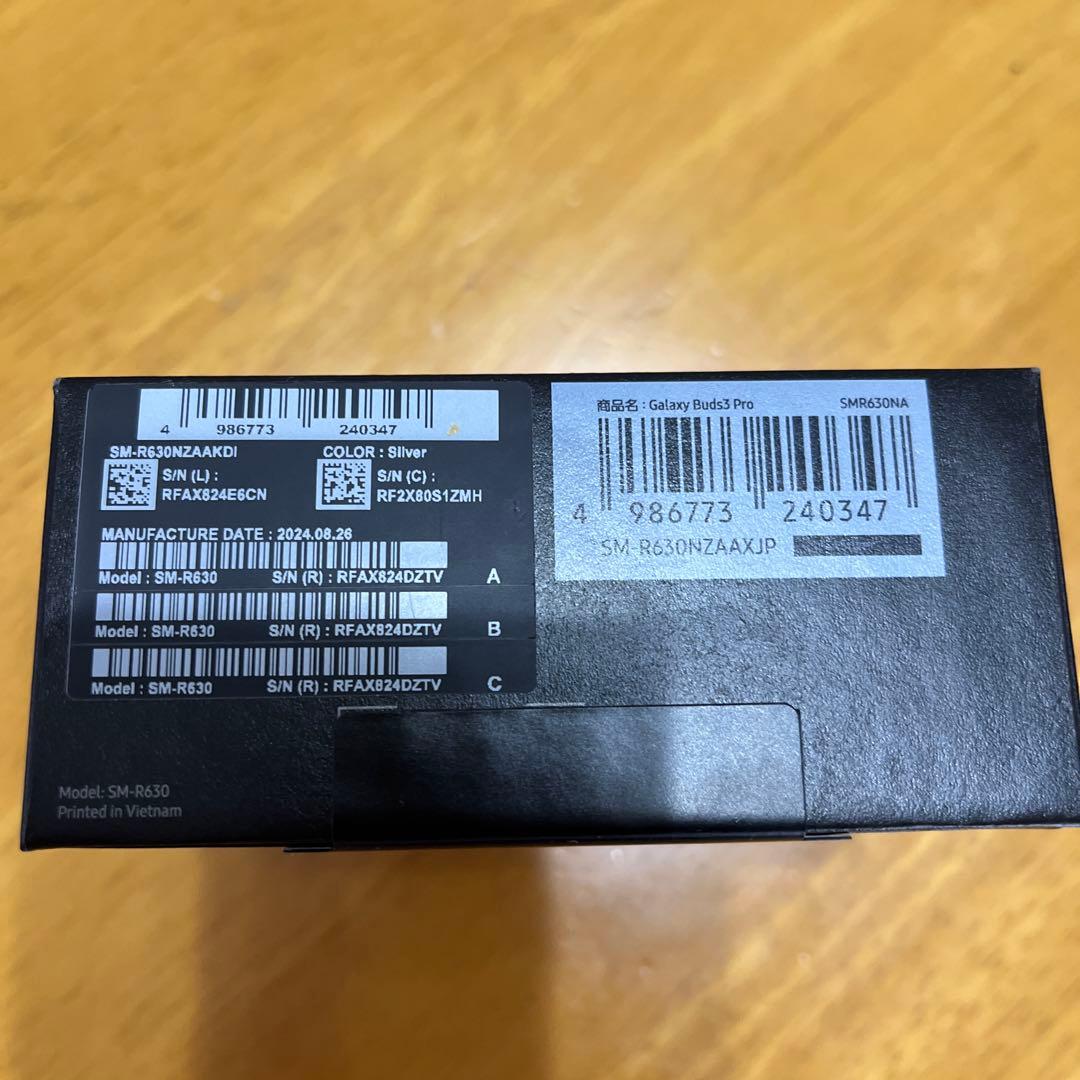 4 986773 240347
SM-R630NZAAKDI COLOR : Silver
S/N (L) :
RFAX824E6CN
S/N (C) :
RF2X80S1ZMH
MANUFACTURE DATE : 2024.08.26
Model : SM-R630 S/N (R) : RFAX824DZTV A
Model : SM-R630 S/N (R) : RFAX824DZTV B
Model : SM-R630 S/N (R) : RFAX824DZTV C
商品名 : Galaxy Buds3 Pro SMR630NA
4 986773 240347
SM-R630NZAAXJP
Model: SM-R630
Printed in Vietnam